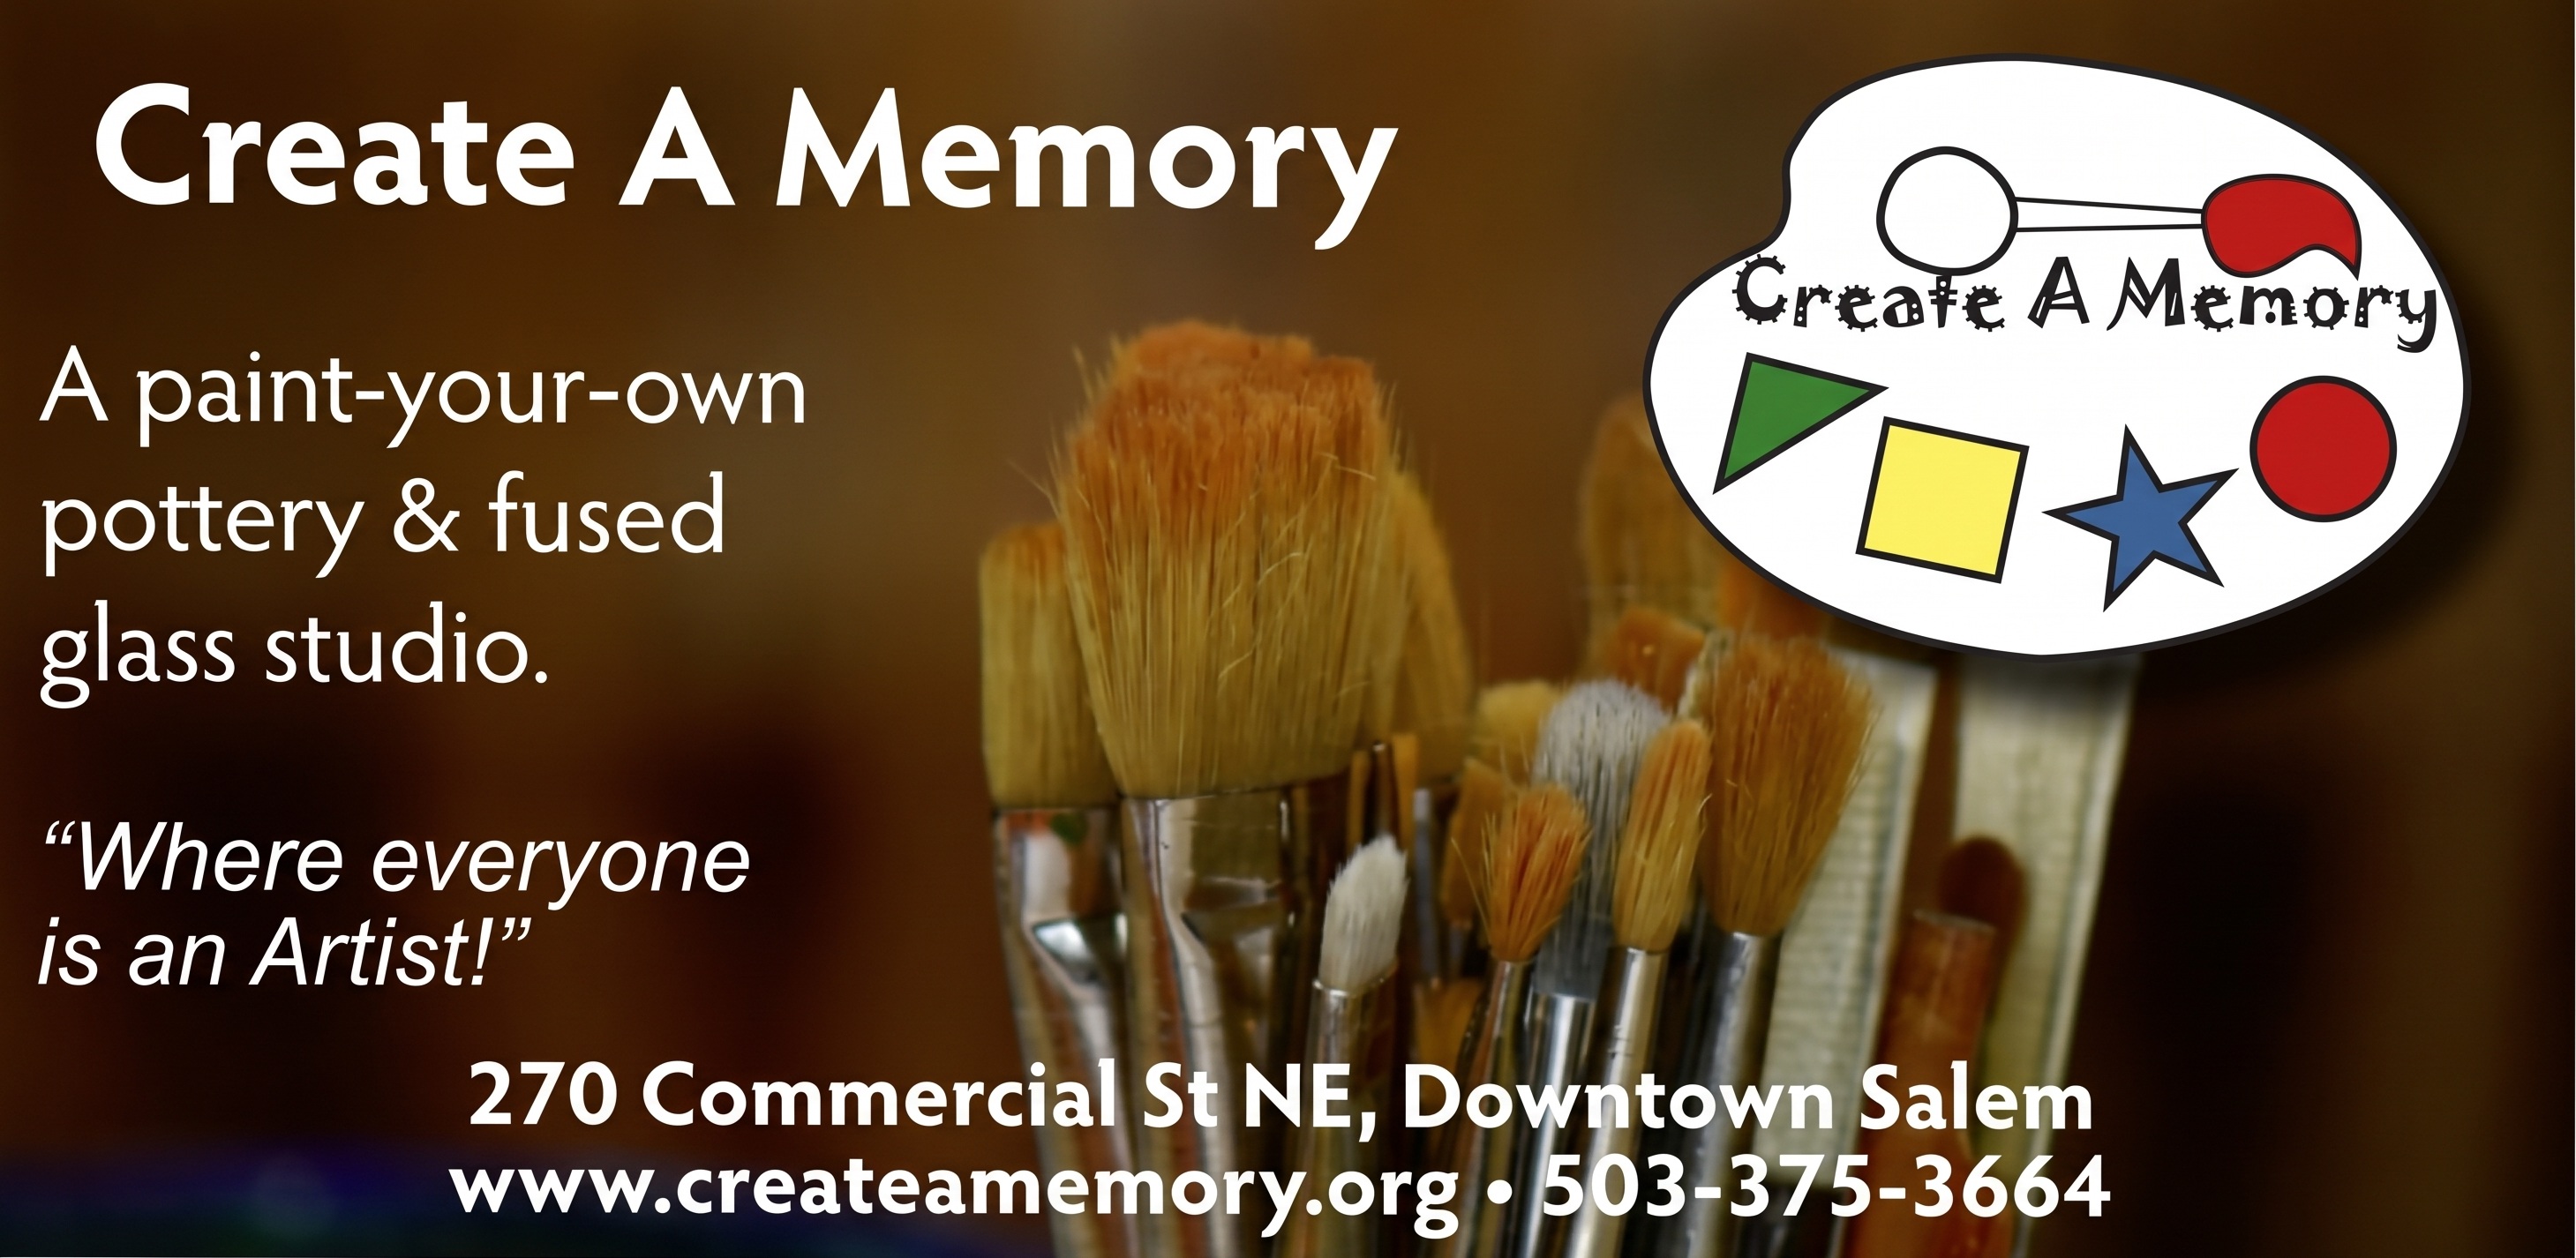 Create A Memory
Create A Memory
A paint-your-own
pottery & fused
glass studio.
“Where everyone
is an Artist!”
270 Commercial St NE, Downtown Salem
www.createamemory.org • 503-375-3664